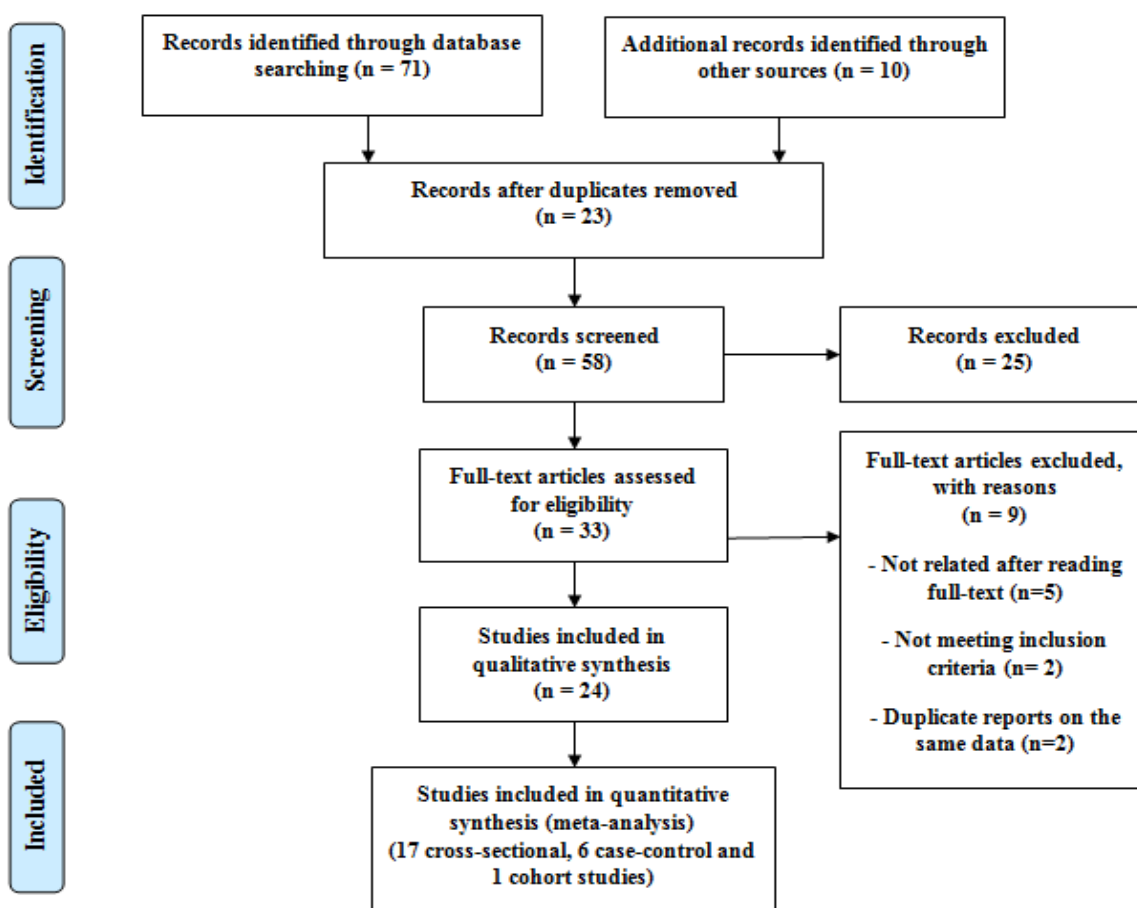 Identification
Records identified through database
searching (n = 71)
Additional records identified through
other sources (n = 10)
Records after duplicates removed
(n = 23)
Screening
Records screened
(n = 58)
Records excluded
(n = 25)
Eligibility
Full-text articles assessed
for eligibility
(n = 33)
Full-text articles excluded,
with reasons
(n = 9)
- Not related after reading
full-text (n=5)
- Not meeting inclusion
criteria (n= 2)
- Duplicate reports on the
same data (n=2)
Studies included in
qualitative synthesis
(n = 24)
Included
Studies included in quantitative
synthesis (meta-analysis)
(17 cross-sectional, 6 case-control and
1 cohort studies)